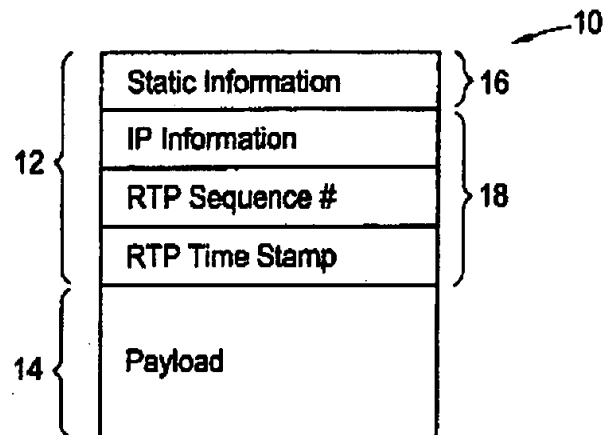 10
Static Information
16
IP Information
12
RTP Sequence #
18
RTP Time Stamp
14
Payload